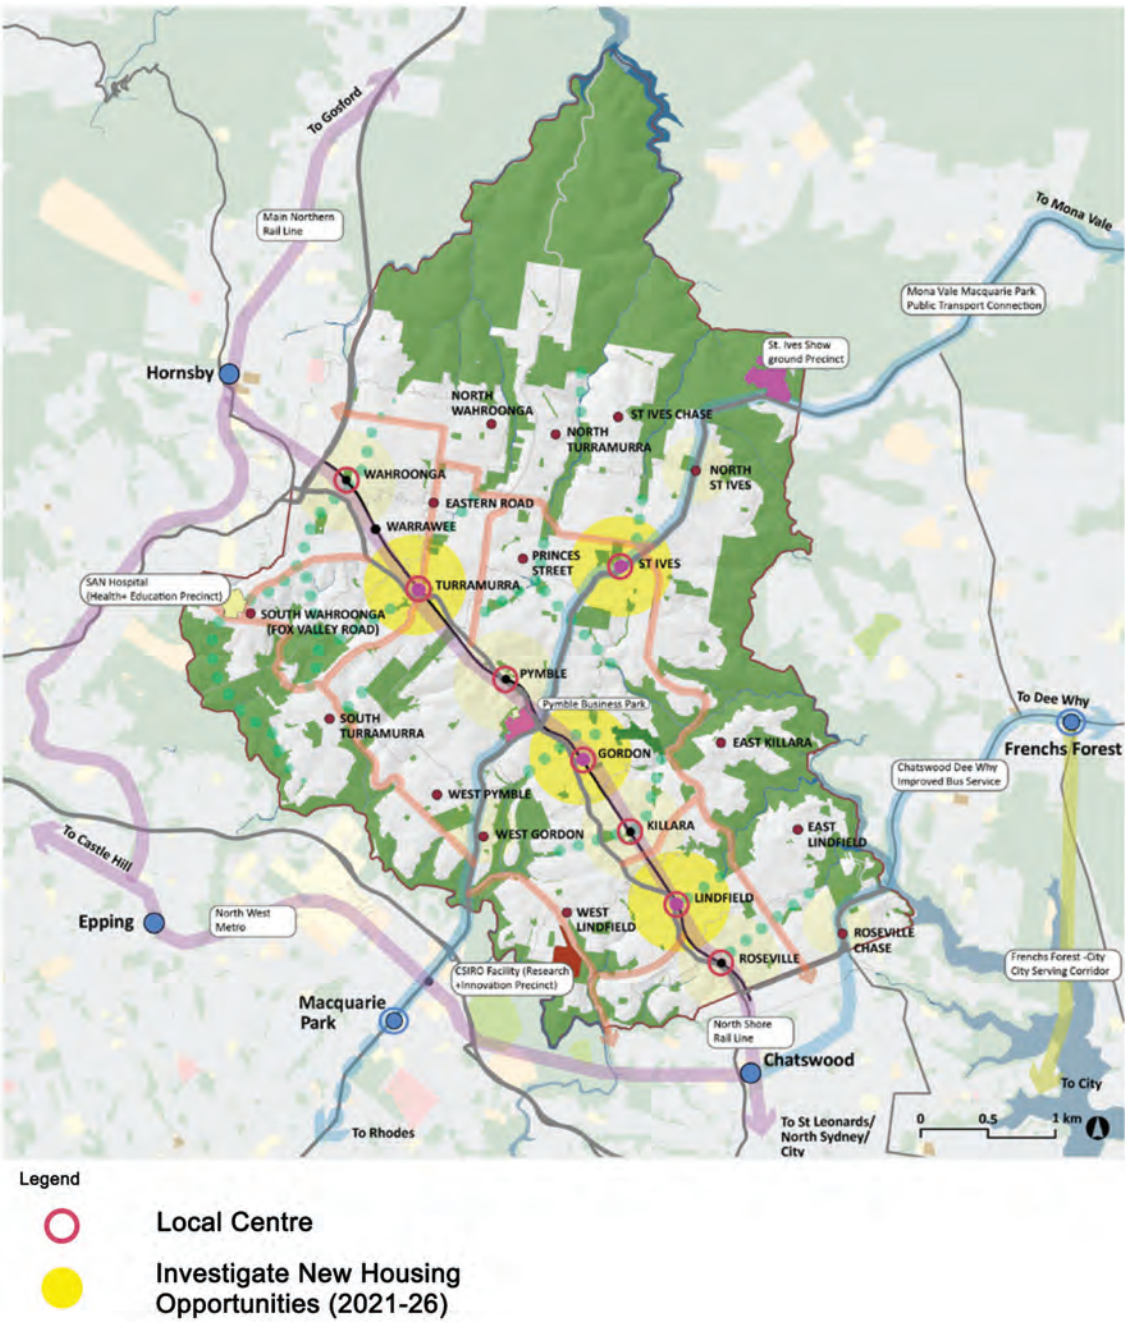 To Gosford
Main Northern
Rail Line
To Mona Vale
Mona Vale Macquarie Park
Public Transport Connection
St. Ives Show
ground Precinct
Hornsby
NORTH
WAHROONGA
ST IVES CHASE
NORTH
TURRAMURRA
WAHROONGA
NORTH
ST IVES
EASTERN ROAD
WARRAWEE
PRINCES
STREET
ST IVES
SAN Hospital
(Health+ Education Precinct)
TURRAMURRA
SOUTH WAHROONGA
(FOX VALLEY ROAD)
PYMBLE
Pymble Business Park
SOUTH
TURRAMURRA
To Dee Why
Frenchs Forest
EAST KILLARA
GORDON
Chatswood Dee Why
Improved Bus Service
WEST PYMBLE
WEST GORDON
KILLARA
EAST
LINDFIELD
To Castle Hill
Epping
North West
Metro
LINDFIELD
WEST
LINDFIELD
ROSEVILLE
CHASE
ROSEVILLE
CSIRO Facility (Research
+Innovation Precinct)
Frenchs Forest -City
City Serving Corridor
Macquarie
Park
North Shore
Rail Line
Chatswood
To City
To Rhodes
To St Leonards/
North Sydney/
City
0 0.5 1 km
Legend
Local Centre
Investigate New Housing
Opportunities (2021-26)